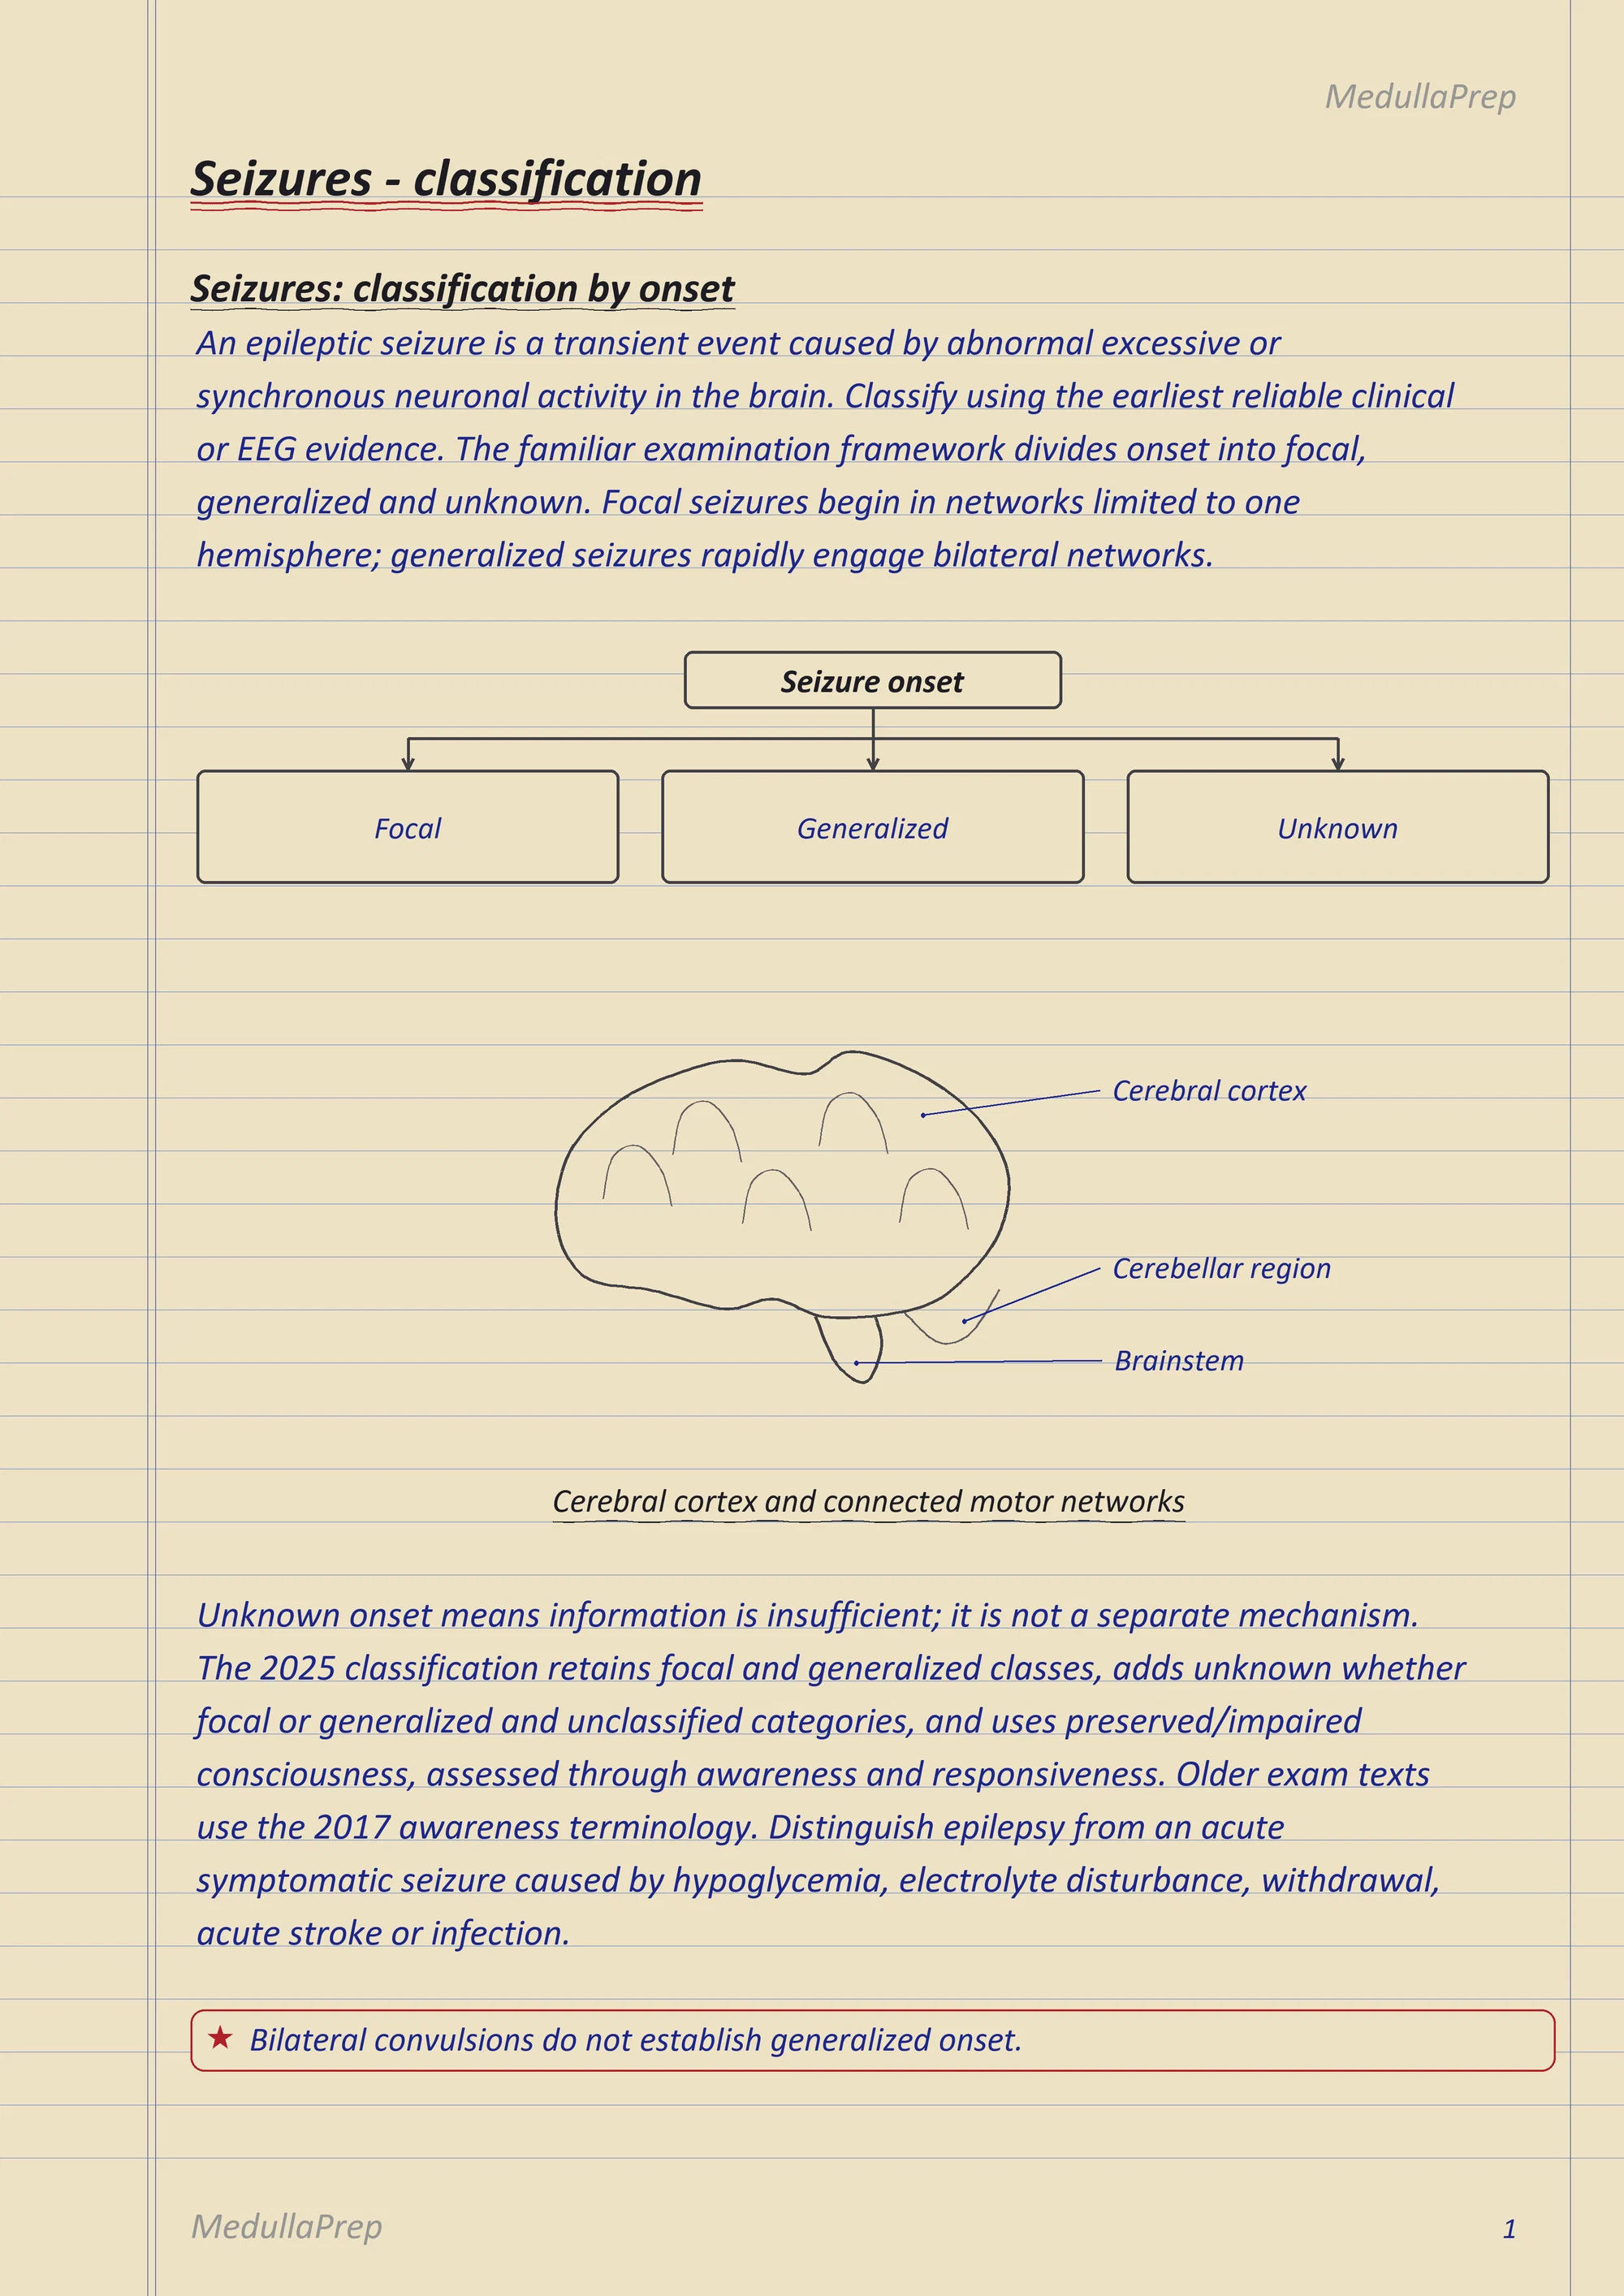 MedullaPrep
Seizures - classification
Seizures: classification by onset
An epileptic seizure is a transient event caused by abnormal excessive or
synchronous neuronal activity in the brain. Classify using the earliest reliable clinical
or EEG evidence. The familiar examination framework divides onset into focal,
generalized and unknown. Focal seizures begin in networks limited to one
hemisphere; generalized seizures rapidly engage bilateral networks.
Seizure onset
Focal
Generalized
Unknown
Cerebral cortex
Cerebellar region
Brainstem
Cerebral cortex and connected motor networks
Unknown onset means information is insufficient; it is not a separate mechanism.
The 2025 classification retains focal and generalized classes, adds unknown whether
focal or generalized and unclassified categories, and uses preserved/impaired
consciousness, assessed through awareness and responsiveness. Older exam texts
use the 2017 awareness terminology. Distinguish epilepsy from an acute
symptomatic seizure caused by hypoglycemia, electrolyte disturbance, withdrawal,
acute stroke or infection.
★ Bilateral convulsions do not establish generalized onset.
MedullaPrep
1